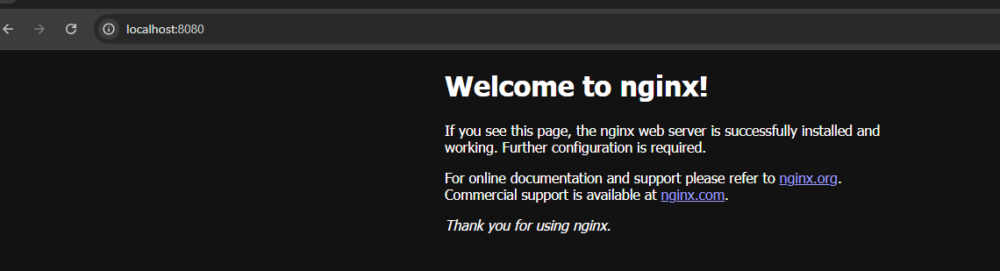 localhost:8080
Welcome to nginx!
If you see this page, the nginx web server is successfully installed and
working. Further configuration is required.
For online documentation and support please refer to nginx.org.
Commercial support is available at nginx.com.
Thank you for using nginx.